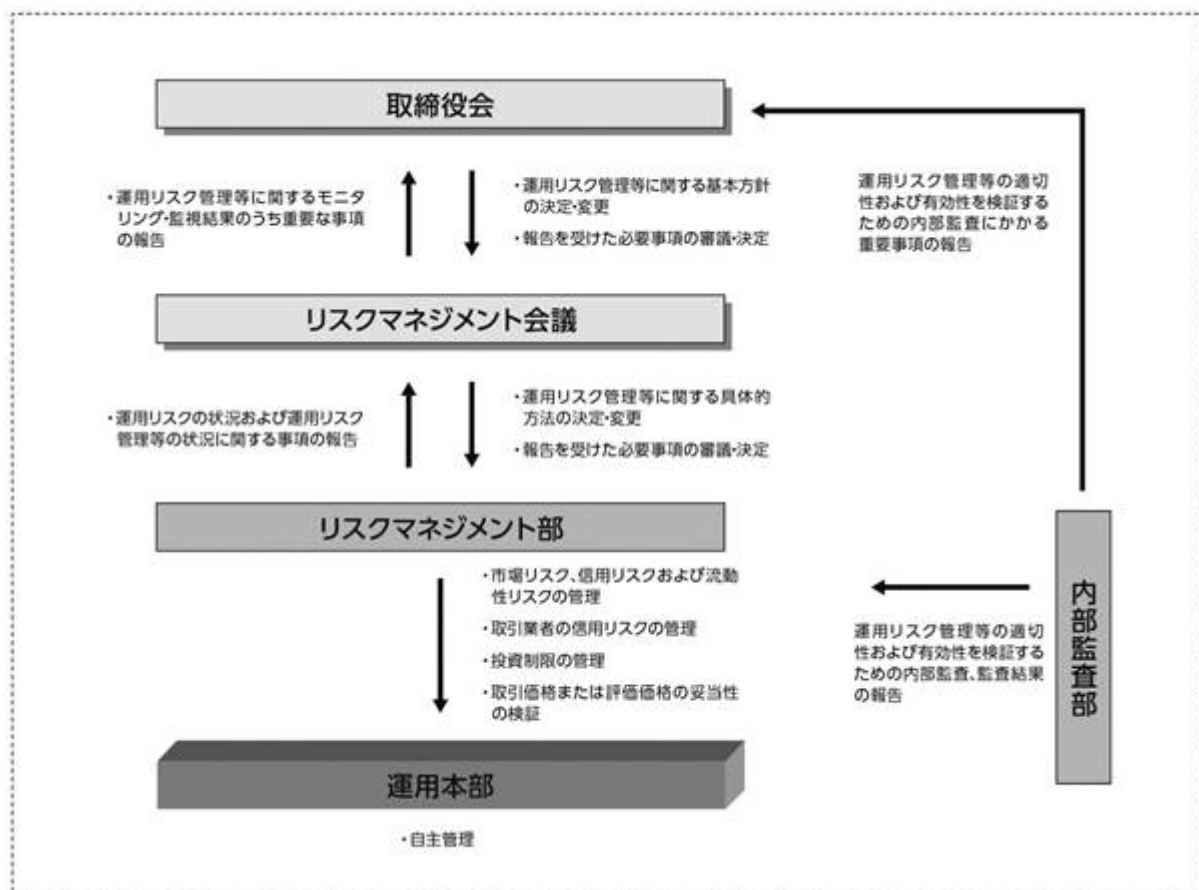 取締役会
・運用リスク管理等に関するモニタ
リング・監視結果のうち重要な事項
の報告
・運用リスク管理等に関する基本方針
の決定・変更
・報告を受けた必要事項の審議・決定
運用リスク管理等の適切
性および有効性を検証する
ための内部監査にかかる
重要事項の報告
リスクマネジメント会議
・運用リスクの状況および運用リスク
管理等の状況に関する事項の報告
・運用リスク管理等に関する具体的
方法の決定・変更
・報告を受けた必要事項の審議・決定
リスクマネジメント部
・市場リスク、信用リスクおよび流動
性リスクの管理
・取引業者の信用リスクの管理
・投資制限の管理
・取引価格または評価価格の妥当性
の検証
運用リスク管理等の適切
性および有効性を検証する
ための内部監査、監査結果
の報告
内部監査部
運用本部
・自主管理